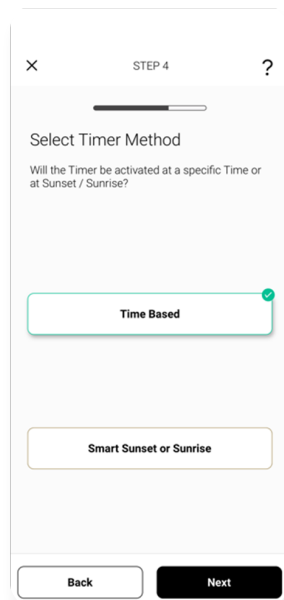 STEP 4
?
Select Timer Method
Will the Timer be activated at a specific Time or
at Sunset / Sunrise?
Time Based
Smart Sunset or Sunrise
Back
Next